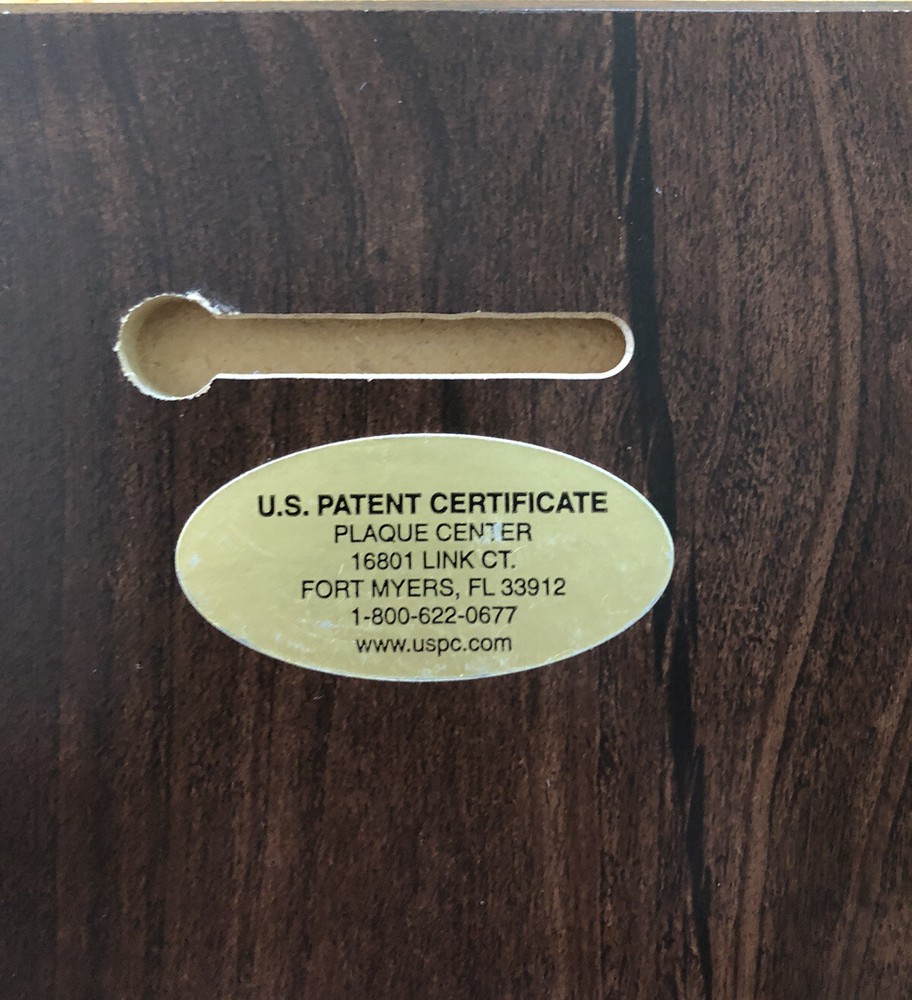 U.S. PATENT CERTIFICATE
PLAQUE CENTER
16801 LINK CT.
FORT MYERS, FL 33912
1-800-622-0677
www.uspc.com